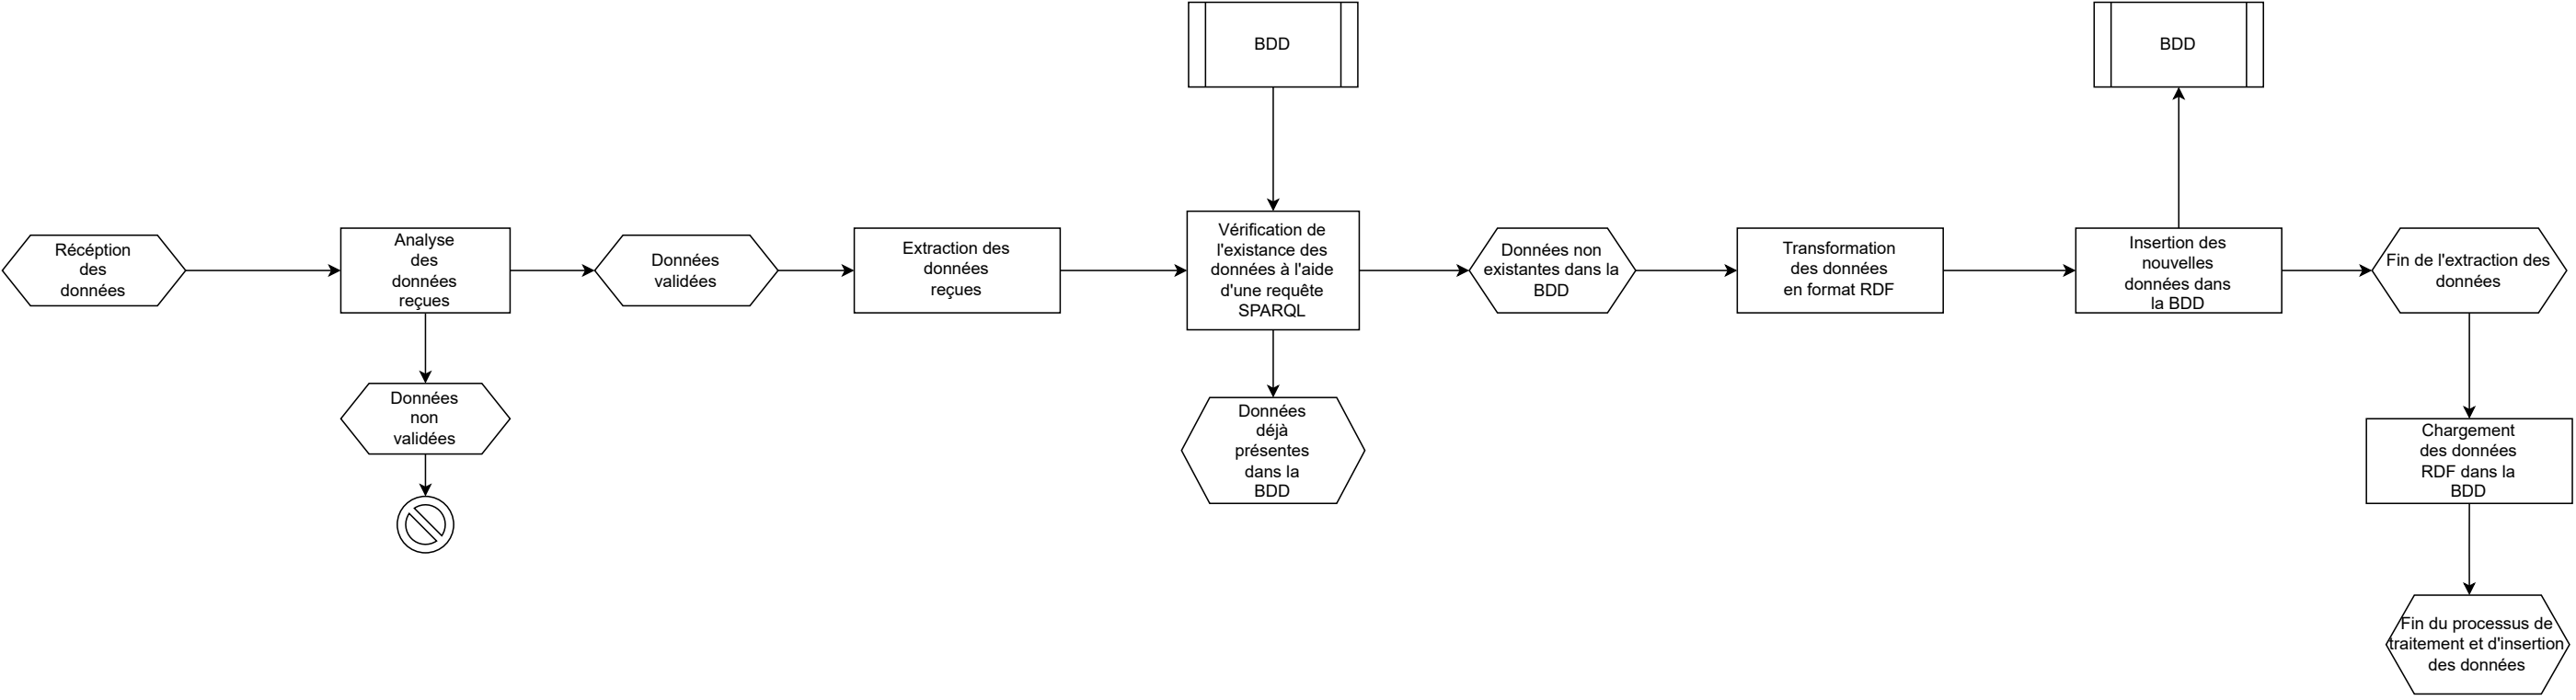 BDD
BDD
Récéption
des
données
Analyse
des
données
reçues
Données
validées
Extraction des
données
reçues
Vérification de
l'existance des
données à l'aide
d'une requête
SPARQL
Données non
existantes dans la
BDD
Transformation
des données
en format RDF
Insertion des
nouvelles
données dans
la BDD
Fin de l'extraction des
données
Données
non
validées
Données
déjà
présentes
dans la
BDD
Chargement
des données
RDF dans la
BDD
Fin du processus de
traitement et d'insertion
des données